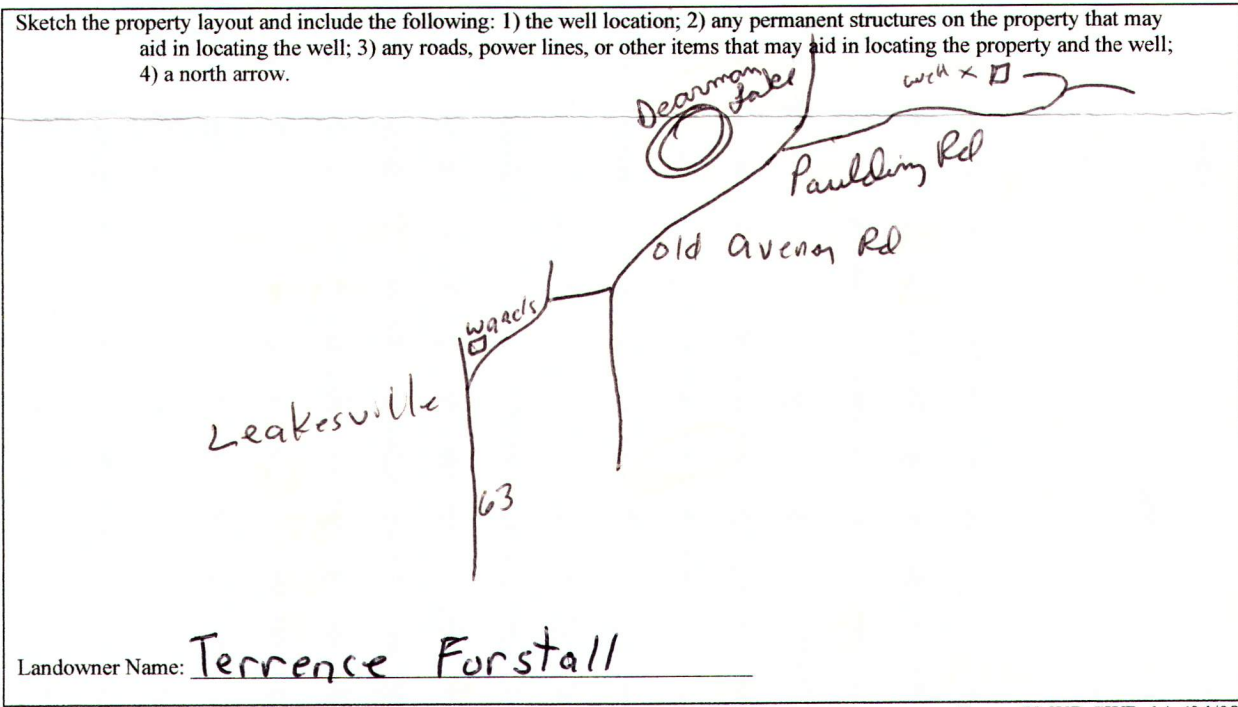 Sketch the property layout and include the following: 1) the well location; 2) any permanent structures on the property that may
aid in locating the well; 3) any roads, power lines, or other items that may aid in locating the property and the well;
4) a north arrow.
well x
Dearman
Lake
Paulding Rd
old
Rd
Leakesville
63
Landowner Name: Terrence Forstall